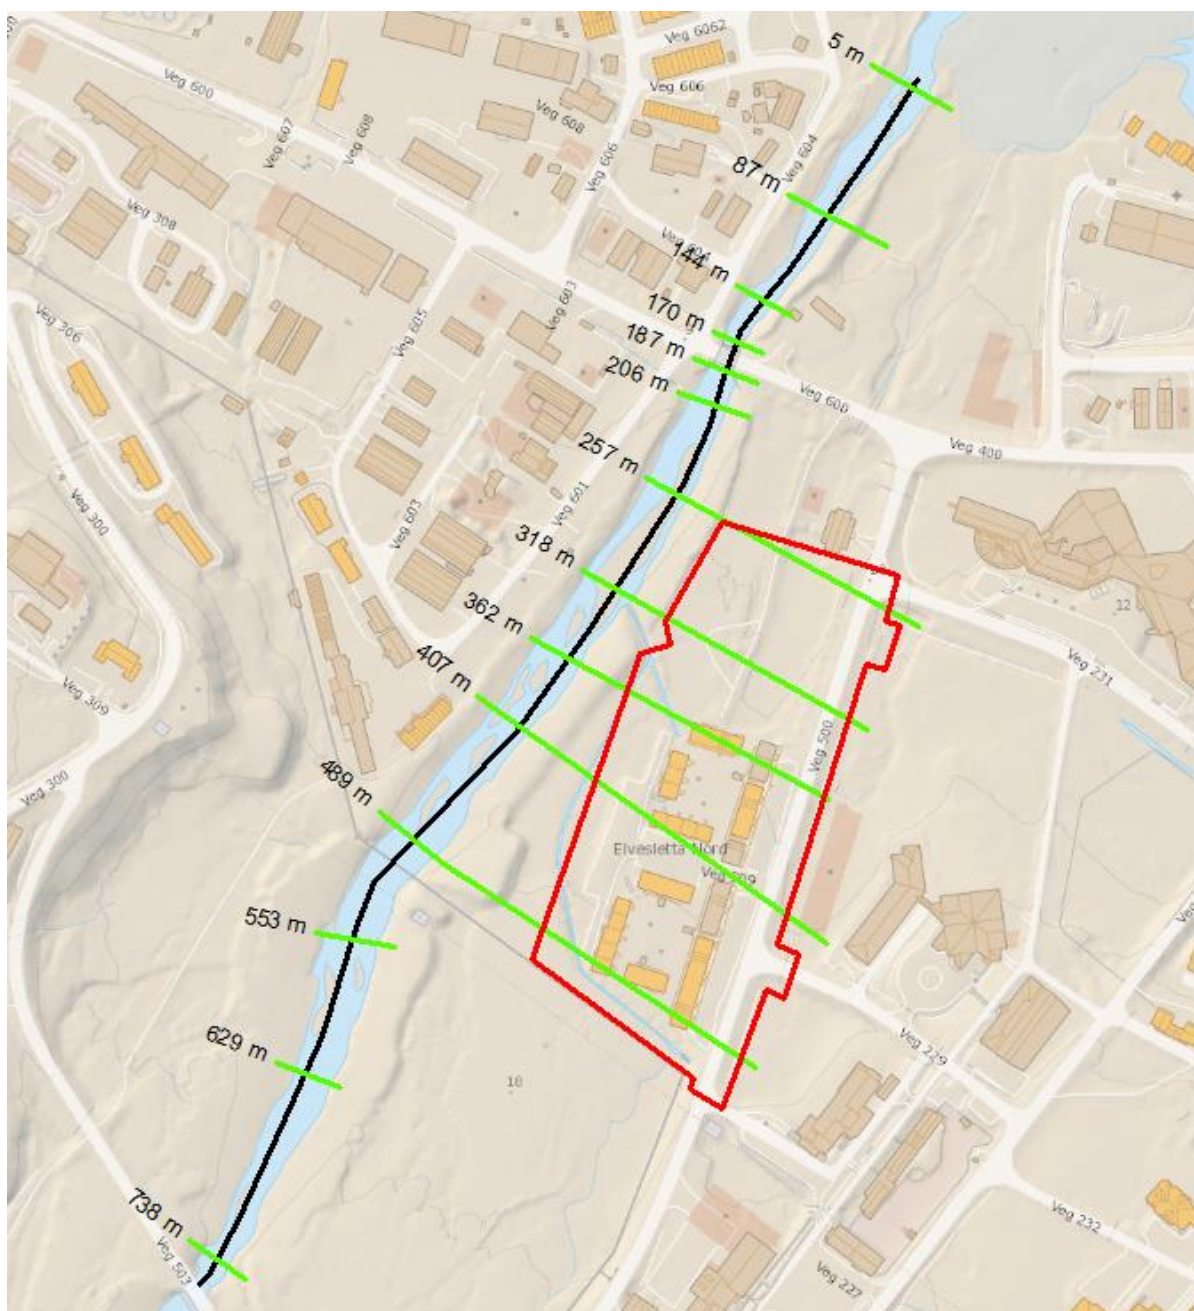 Veg 6062
5 m
Veg 600
Veg 606
Veg 608
Veg 607
Veg 608
Veg 606
Veg 604
87 m
Veg 308
144 m
Veg 603
170 m
Veg 306
Veg 605
187 m
206 m
Veg 600
257 m
Veg 400
Veg 300
Veg 603
Veg 601
318 m
362 m
12
407 m
Veg 231
Veg 309
Veg 500
489 m
Veg 300
Elvesletta Nord
553 m
629 m
Veg 229
18
738 m
Veg 503
Veg 232
Veg 227